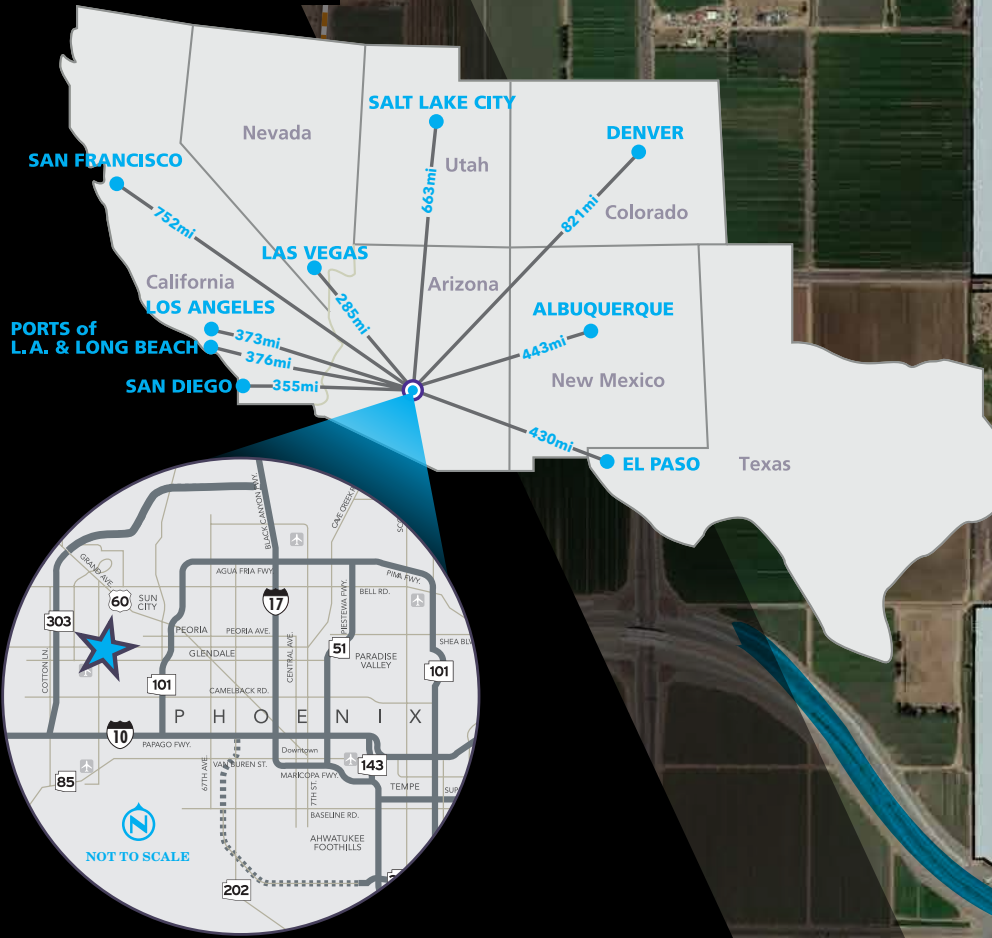 SALT LAKE CITY
DENVER
Nevada
SAN FRANCISCO
Utah
663mi
821mi
752mi
Colorado
LAS VEGAS
California
Arizona
285mi
LOS ANGELES
ALBUQUERQUE
PORTS of
L.A. & LONG BEACH
373mi
376mi
443mi
SAN DIEGO
355mi
New Mexico
430mi
EL PASO
Texas
BLACK CANYON FWY.
CAVE CREEK
GRAND AVE.
AGUA FRIA FWY.
PIMA FWY.
60
SUN
CITY
17
PIESTEWA FWY.
BELL RD.
303
PEORIA
PEORIA AVE.
51
SHEA
GLENDALE
CENTRAL AVE.
PARADISE
VALLEY
COTTON LN.
101
101
CAMELBACK RD.
PHOENIX
10
PAPAGO FWY.
Downtown
67TH AVE.
VAN BUREN ST.
143
85
MARICOPA FWY.
7TH ST.
TEMPE
SUP
BASELINE RD.
N
AHWATUKEE
FOOTHILLS
NOT TO SCALE
202